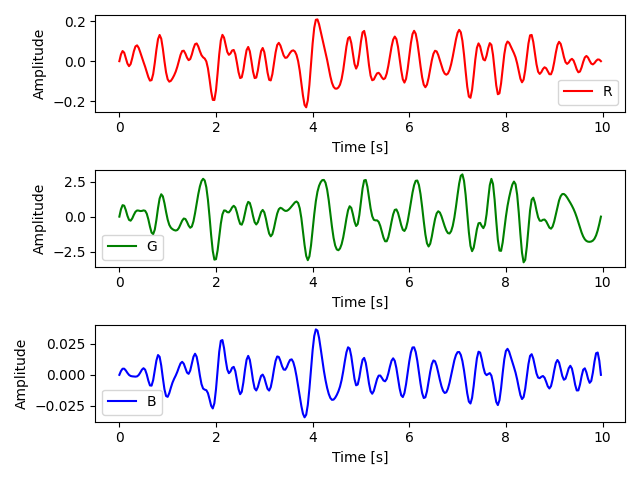 Amplitude
0.2
0.0
−0.2
R
0 2 4 6 8 10
Time [s]
Amplitude
2.5
0.0
−2.5
G
0 2 4 6 8 10
Time [s]
Amplitude
0.025
0.000
−0.025
B
0 2 4 6 8 10
Time [s]